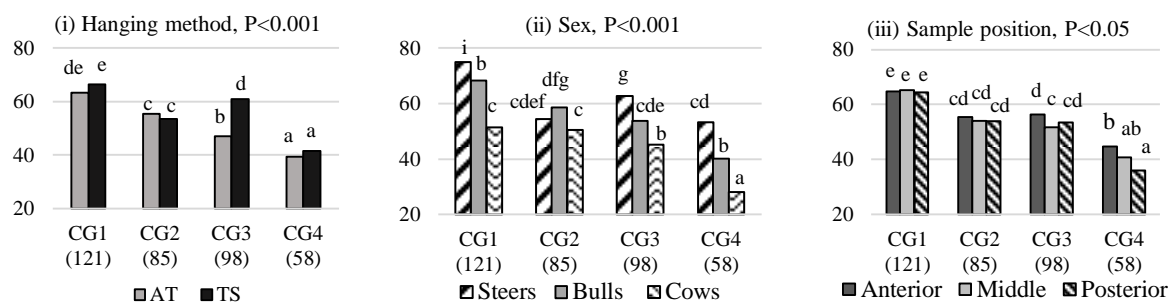 (i) Hanging method, P<0.001
80
60
40
20
de e
c c
b d
a a
CG1 CG2 CG3 CG4
(121) (85) (98) (58)
AT TS
(ii) Sex, P<0.001
80
60
40
20
i b c
cdef dfg c
g cde b
cd b a
CG1 CG2 CG3 CG4
(121) (85) (98) (58)
Steers Bulls Cows
(iii) Sample position, P<0.05
80
60
40
20
e e e
cd cd cd
d c cd
b ab a
CG1 CG2 CG3 CG4
(121) (85) (98) (58)
Anterior Middle Posterior